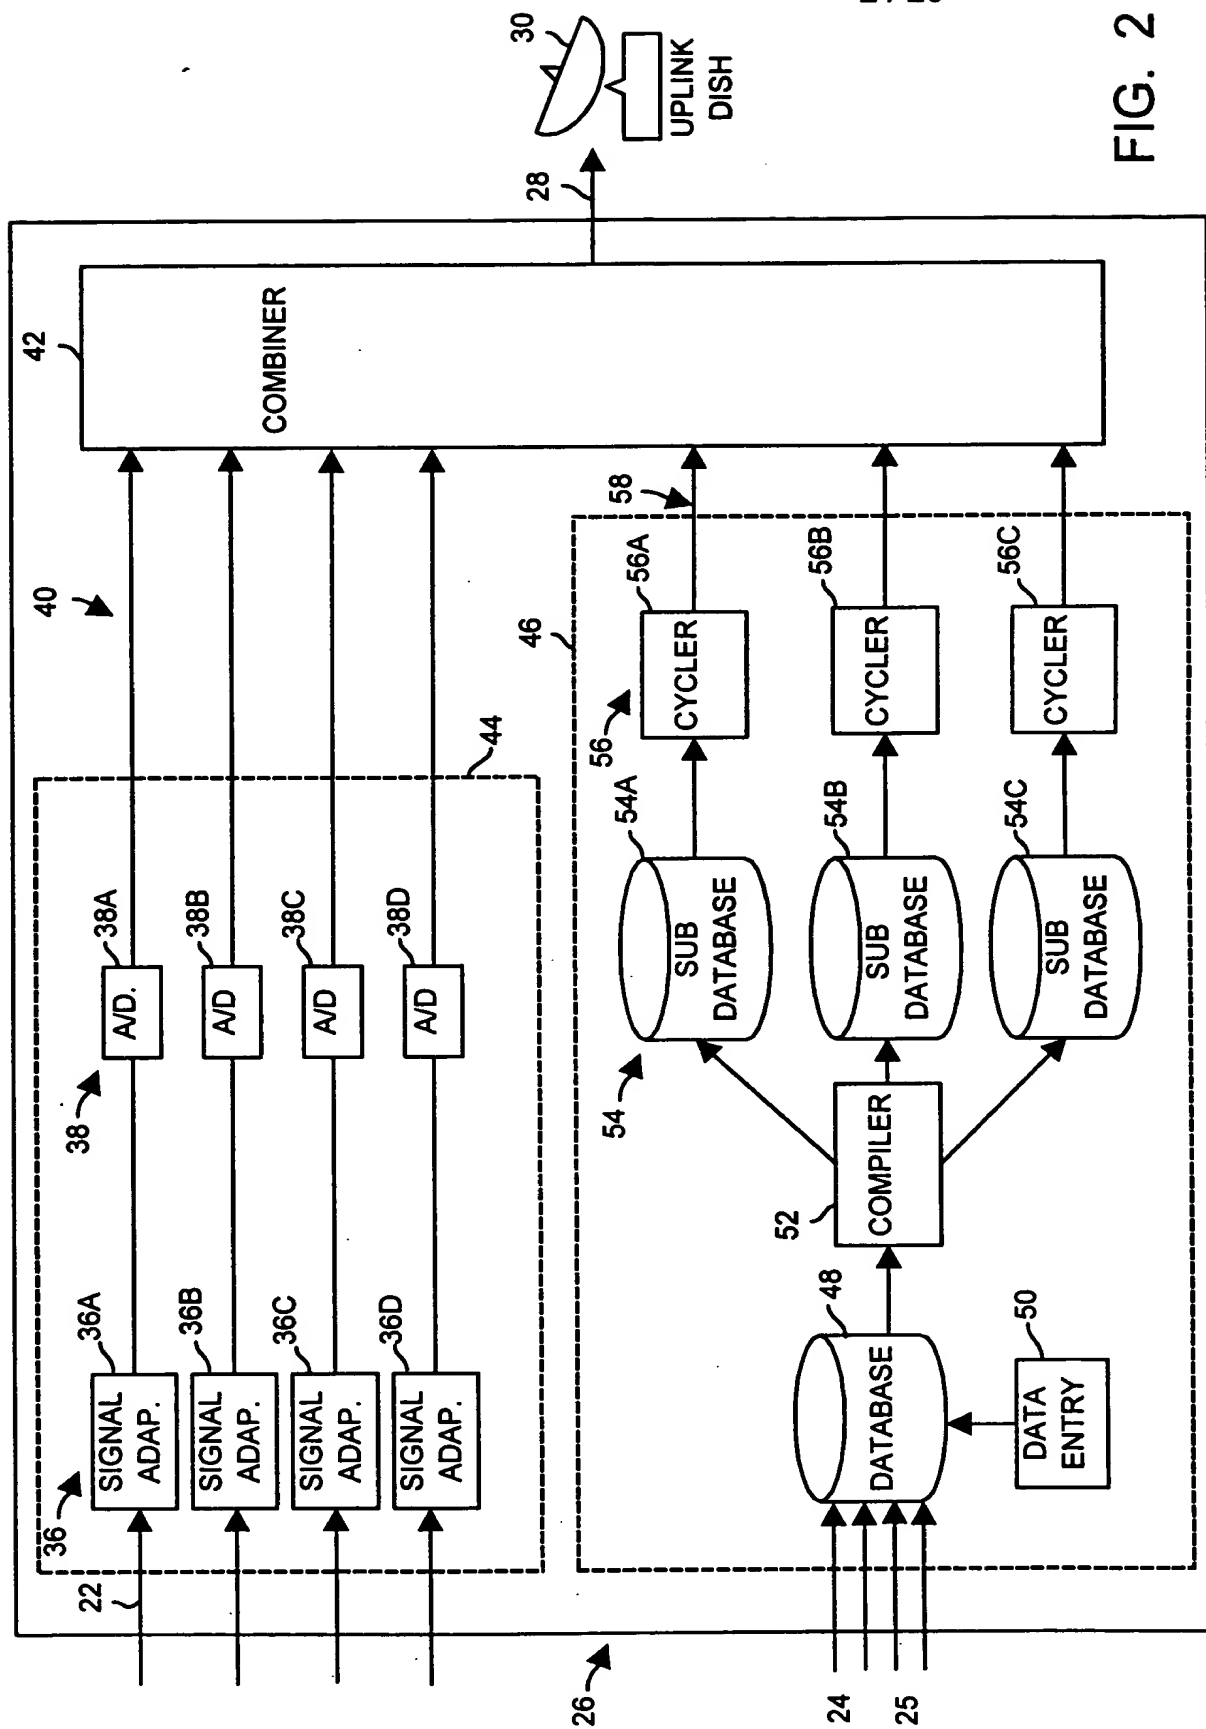 FIG. 2
30
UPLINK
DISH
28
42
COMBINER
40
58
44
46
38
38A
A/D.
38B
A/D
38C
A/D
38D
A/D
36
36A
SIGNAL
ADAP.
36B
SIGNAL
ADAP.
36C
SIGNAL
ADAP.
36D
SIGNAL
ADAP.
22
56
56A
CYCLER
56B
CYCLER
56C
CYCLER
54
54A
SUB
DATABASE
54B
SUB
DATABASE
54C
SUB
DATABASE
52
COMPILER
48
DATABASE
50
DATA
ENTRY
26
24
25